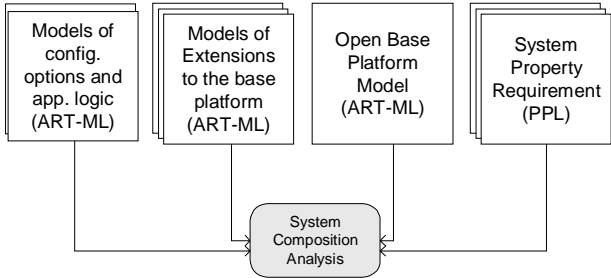 Models of
config.
options and
app. logic
(ART-ML)
Models of
Extensions
to the base
platform
(ART-ML)
Open Base
Platform
Model
(ART-ML)
System
Property
Requirement
(PPL)
System
Composition
Analysis